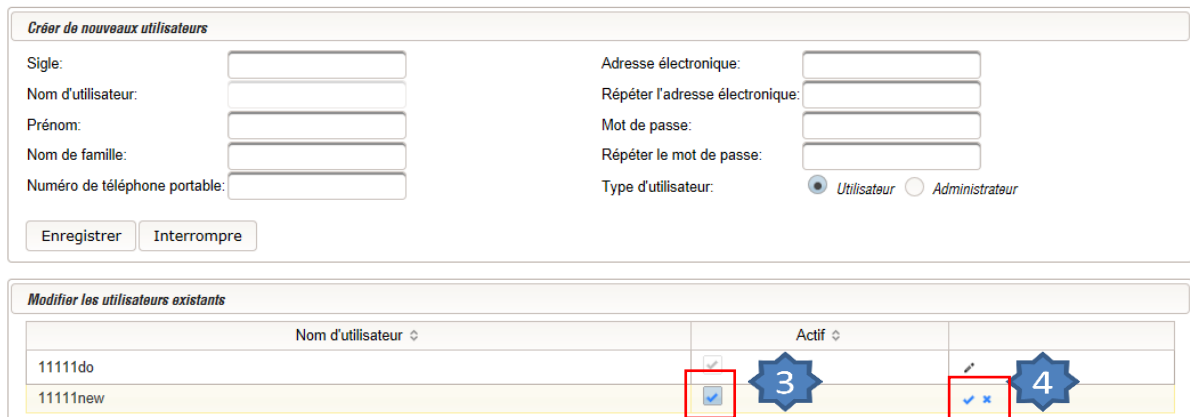 Créer de nouveaux utilisateurs
Sigle:
Adresse électronique:
Nom d'utilisateur:
Répéter l'adresse électronique:
Prénom:
Mot de passe:
Nom de famille:
Répéter le mot de passe:
Numéro de téléphone portable:
Type d'utilisateur: Utilisateur Administrateur
Enregistrer Interrompre
Modifier les utilisateurs existants
Nom d'utilisateur Actif
11111do
11111new
3
4